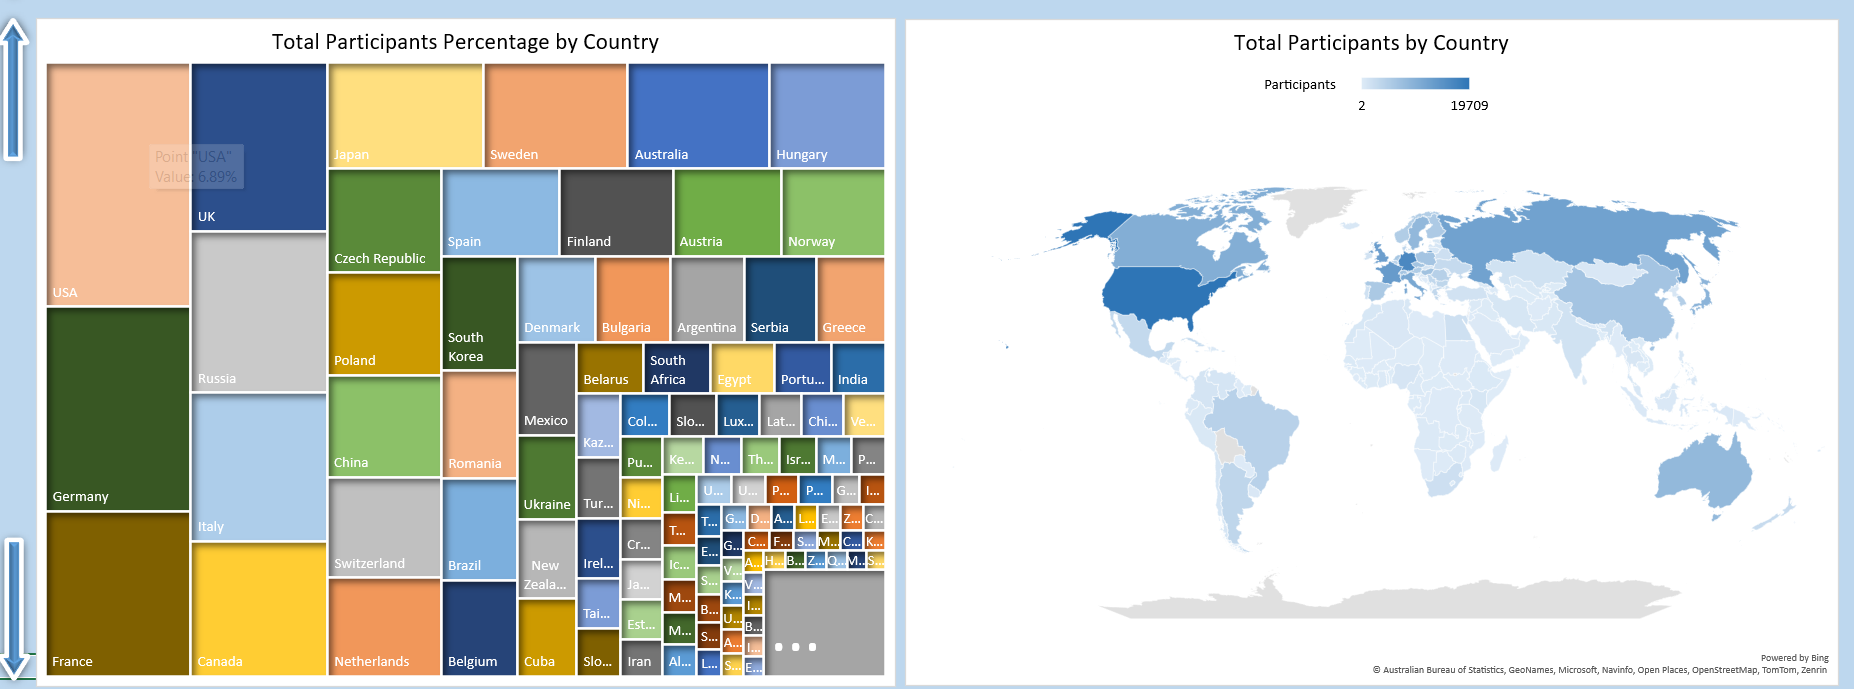 Total Participants Percentage by Country
Japan
Sweden
Australia
Hungary
Point "USA"
Value: 6.89%
UK
USA
Czech Republic
Spain
Finland
Austria
Norway
Russia
Poland
South
Korea
Denmark
Bulgaria
Argentina
Serbia
Greece
Germany
Italy
China
Romania
Mexico
Belarus
South
Africa
Egypt
Portu...
India
Kaz...
Col...
Slo...
Lux...
Lat...
Chi...
Ve...
Ukraine
Tur...
Pu...
Ke...
N...
Th...
Isr...
M...
P...
Ni...
Li...
U...
U...
P...
P...
G...
I...
France
Canada
Switzerland
Netherlands
Brazil
Belgium
New
Zeala...
Cuba
Irel...
Tai...
Slo...
Cr...
Ja...
Est...
Iran
T...
Ic...
M...
M...
Al...
T...
E...
S...
B...
S...
L...
G...
D...
A...
L...
E...
Z...
C...
G...
C...
F...
S...
M...
C...
K...
V...
A...
H...
B...
Z...
Q...
M...
S...
K...
U...
A...
S...
V...
I...
B...
I...
E...
Total Participants by Country
Participants
2 19709
Powered by Bing
© Australian Bureau of Statistics, GeoNames, Microsoft, Navinfo, Open Places, OpenStreetMap, TomTom, Zenrin